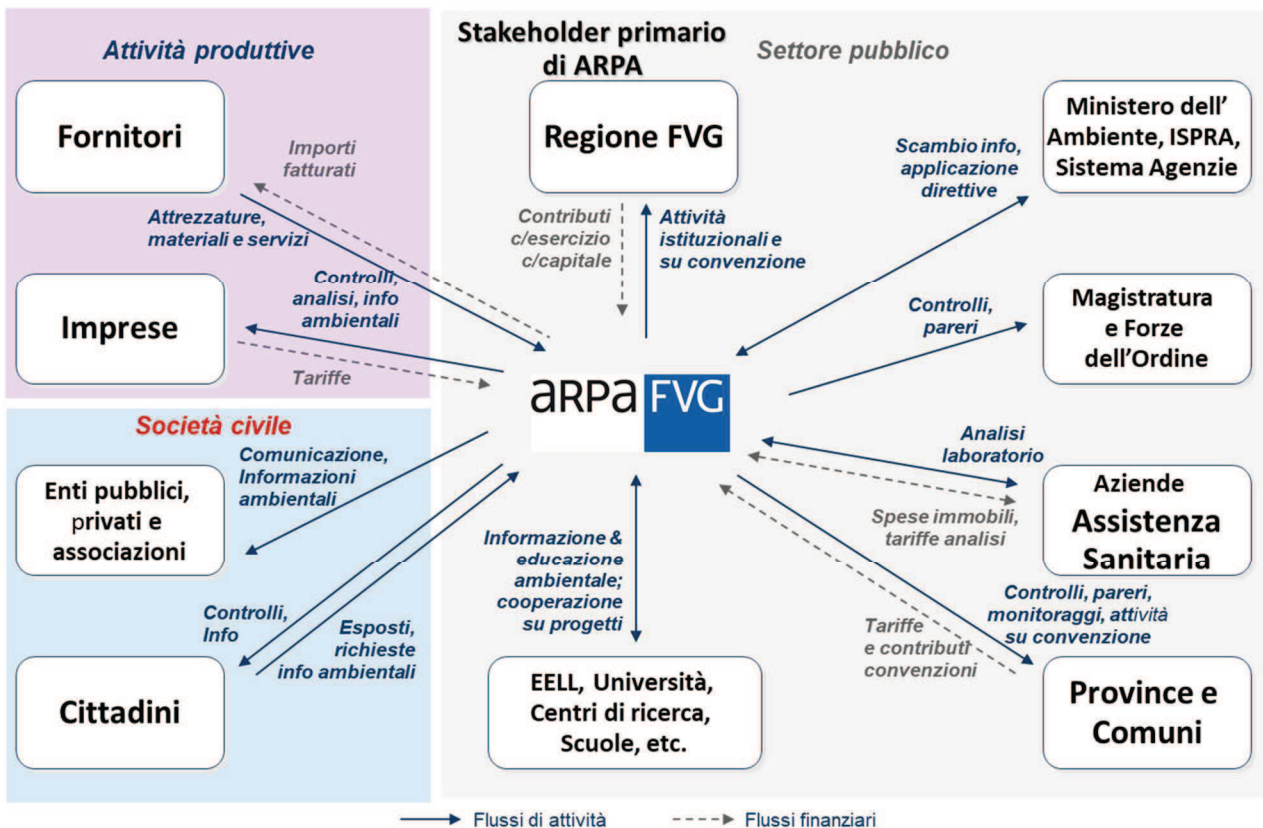 Attività produttive
Fornitori
Importi
fatturati
Attrezzature,
materiali e servizi
Imprese
Controlli,
analisi, info
ambientali
Tariffe
Società civile
Enti pubblici,
privati e
associazioni
Comunicazione,
Informazioni
ambientali
Controlli,
Info
Esposti,
richieste
info ambientali
Cittadini
Stakeholder primario
di ARPA
Settore pubblico
Regione FVG
Contributi
c/esercizio
c/capitale
Attività
istituzionali e
su convenzione
Scambio info,
applicazione
direttive
Ministero dell’
Ambiente, ISPRA,
Sistema Agenzie
Controlli,
pareri
Magistratura
e Forze
dell’Ordine
aRPa FVG
Analisi
laboratorio
Spese immobili,
tariffe analisi
Aziende
Assistenza
Sanitaria
Informazione &
educazione
ambientale;
cooperazione
su progetti
Controlli, pareri,
monitoraggi, attività
su convenzione
Tariffe
e contributi
convenzioni
EELL, Università,
Centri di ricerca,
Scuole, etc.
Province e
Comuni
Flussi di attività
Flussi finanziari